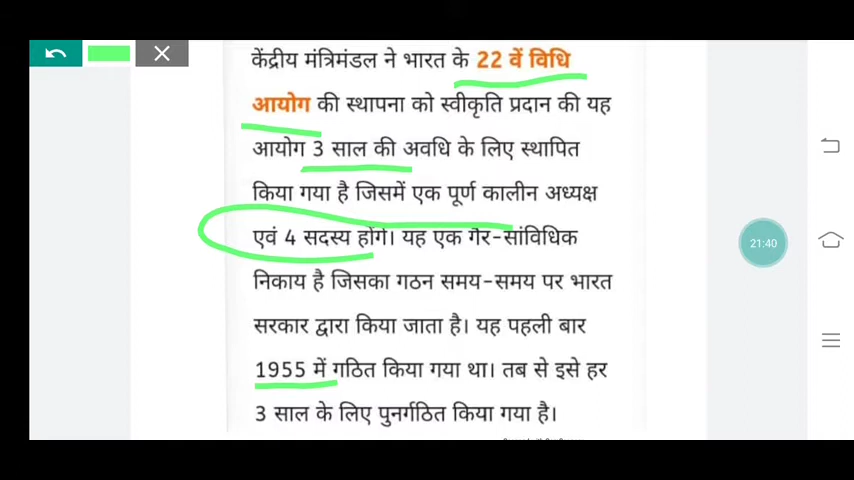 केंद्रीय मंत्रिमंडल ने भारत के 22 वें विधि
आयोग की स्थापना को स्वीकृति प्रदान की यह
आयोग 3 साल की अवधि के लिए स्थापित
किया गया है जिसमें एक पूर्ण कालीन अध्यक्ष
एवं 4 सदस्य होंगे। यह एक गैर-सांविधिक
निकाय है जिसका गठन समय-समय पर भारत
सरकार द्वारा किया जाता है। यह पहली बार
1955 में गठित किया गया था। तब से इसे हर
3 साल के लिए पुनर्गठित किया गया है।
21:40